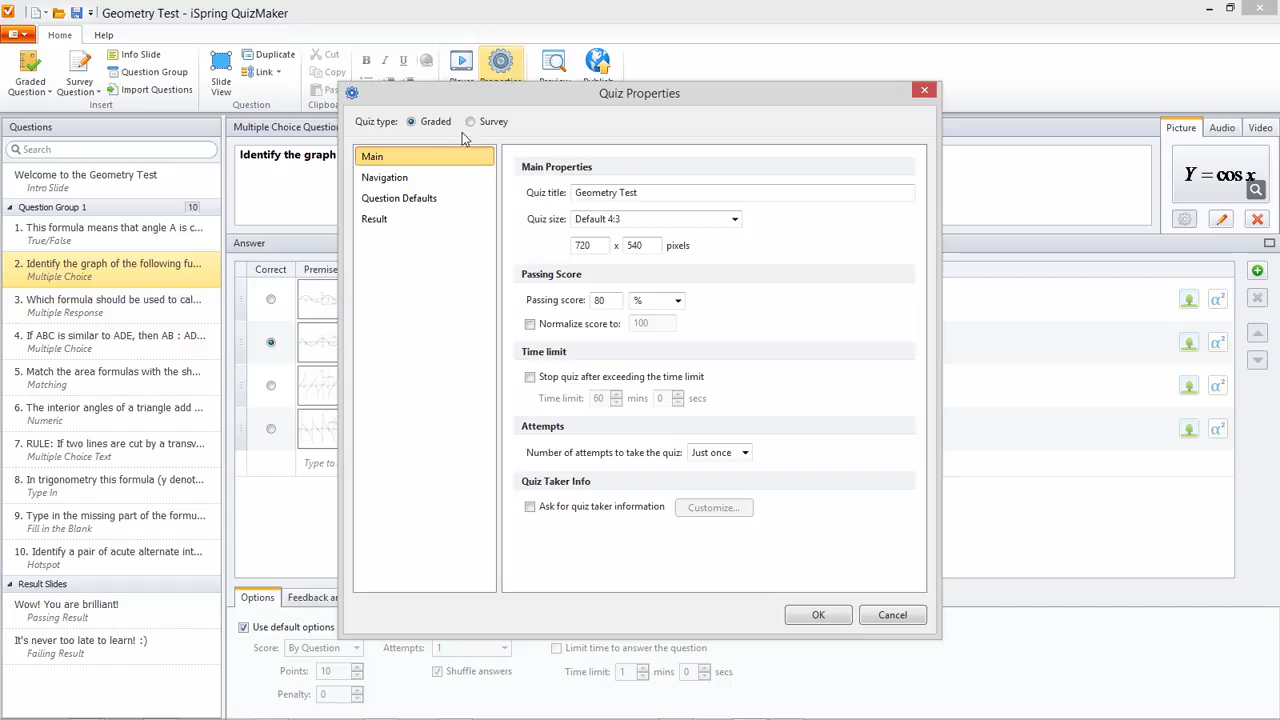 Geometry Test - iSpring QuizMaker
Home Help
Graded Question
Survey Question
Info Slide
Question Group
Import Questions
Insert
Slide View
Duplicate
Link
Question
B I U
Cut
Copy
Clipbo
Quiz Properties
Quiz type: Graded Survey
Main
Navigation
Question Defaults
Result
Main Properties
Quiz title: Geometry Test
Quiz size: Default 4:3
720 x 540 pixels
Passing Score
Passing score: 80 %
Normalize score to: 100
Time limit
Stop quiz after exceeding the time limit
Time limit: 60 mins 0 secs
Attempts
Number of attempts to take the quiz: Just once
Quiz Taker Info
Ask for quiz taker information Customize...
OK Cancel
Questions
Search
Welcome to the Geometry Test
Intro Slide
Question Group 1 10
1. This formula means that angle A is c...
True/False
2. Identify the graph of the following fu...
Multiple Choice
3. Which formula should be used to cal...
Multiple Response
4. If ABC is similar to ADE, then AB : AD...
Multiple Choice
5. Match the area formulas with the sh...
Matching
6. The interior angles of a triangle add ...
Numeric
7. RULE: If two lines are cut by a transv...
Multiple Choice Text
8. In trigonometry this formula (y denot...
Type In
9. Type in the missing part of the formu...
Fill in the Blank
10. Identify a pair of acute alternate int...
Hotspot
Result Slides
Wow! You are brilliant!
Passing Result
It's never too late to learn! :)
Failing Result
Multiple Choice Questio
Identify the graph
Answer
Correct Premise
Type to
Picture Audio Video
Y = cos x
α²
α²
α²
α²
Options Feedback ar
Use default options
Score: By Question Attempts: 1 Limit time to answer the question
Points: 10 Shuffle answers Time limit: 1 mins 0 secs
Penalty: 0